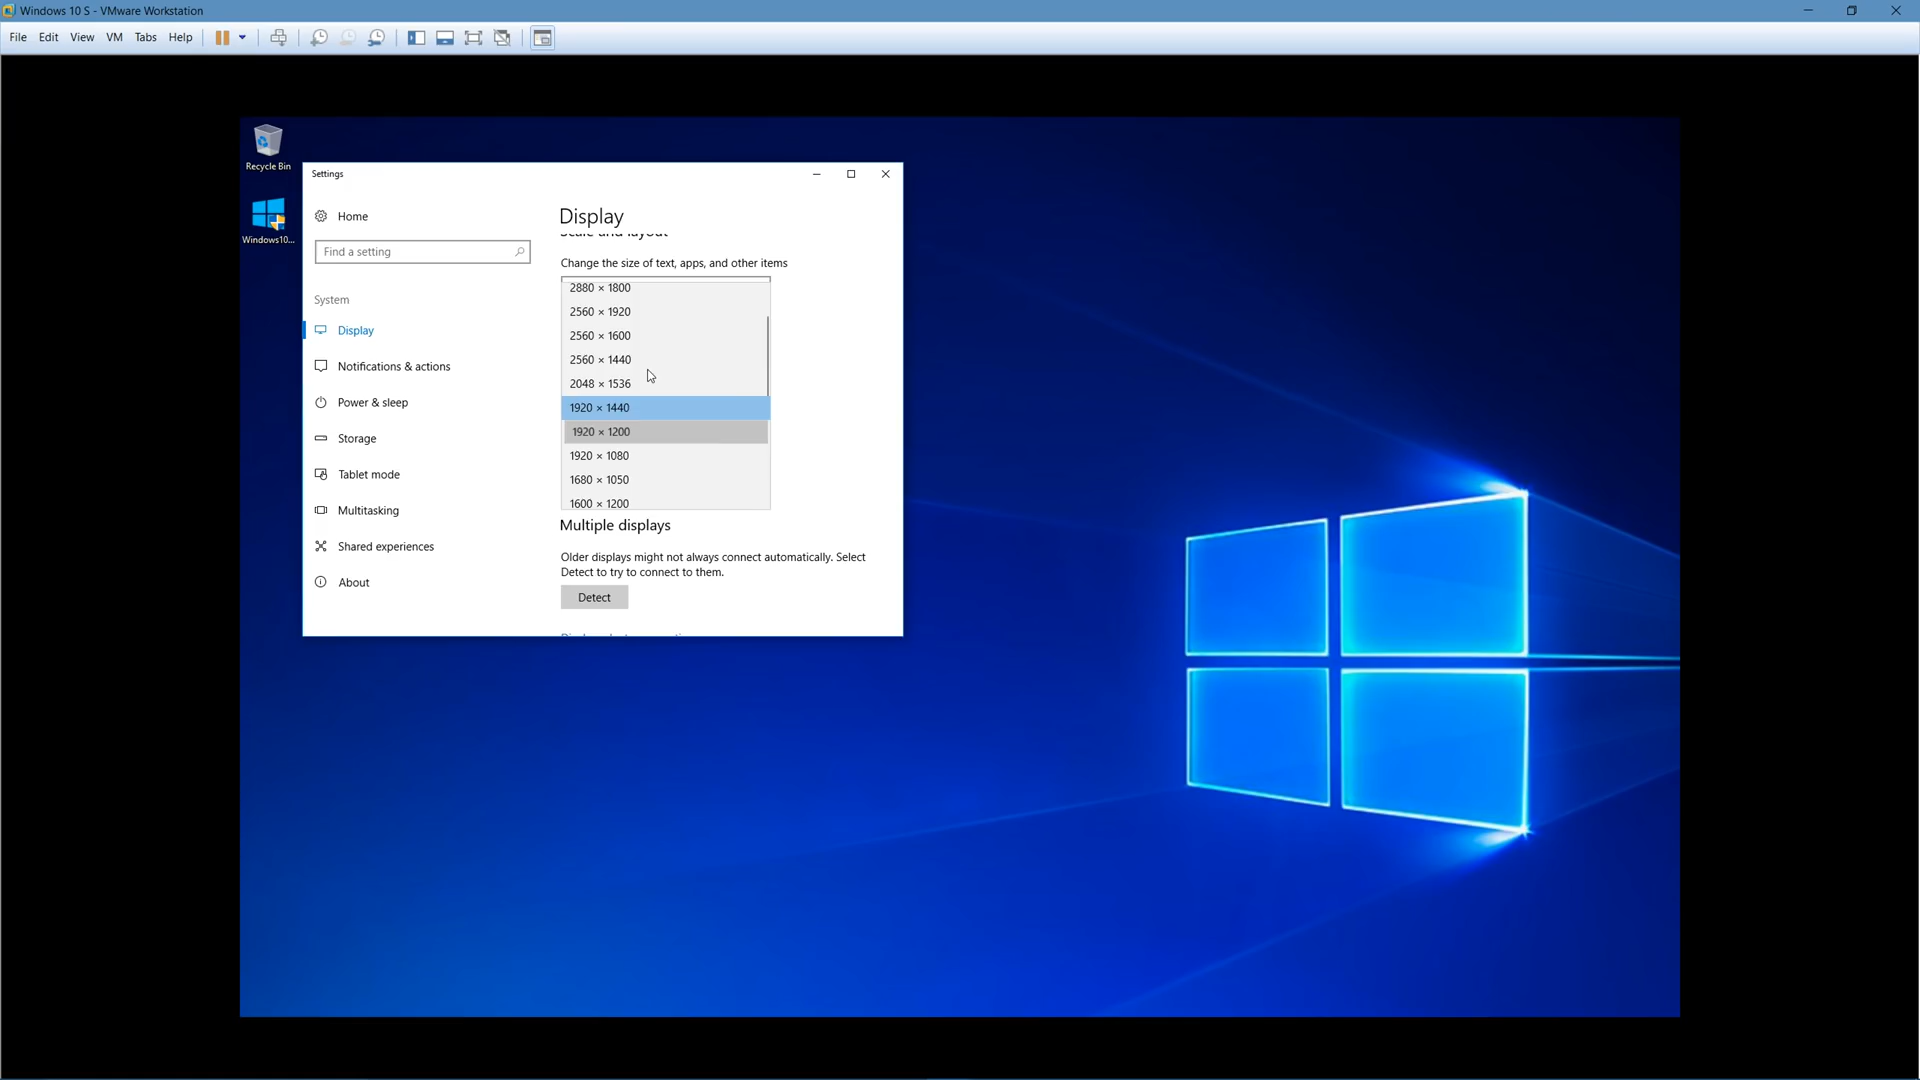 Windows 10 S - VMware Workstation
File Edit View VM Tabs Help
Recycle Bin
Windows10...
Settings
Home
Find a setting
System
Display
Notifications & actions
Power & sleep
Storage
Tablet mode
Multitasking
Shared experiences
About
Display
Scale and layout
Change the size of text, apps, and other items
2880 × 1800
2560 × 1920
2560 × 1600
2560 × 1440
2048 × 1536
1920 × 1440
1920 × 1200
1920 × 1080
1680 × 1050
1600 × 1200
Multiple displays
Older displays might not always connect automatically. Select
Detect to try to connect to them.
Detect